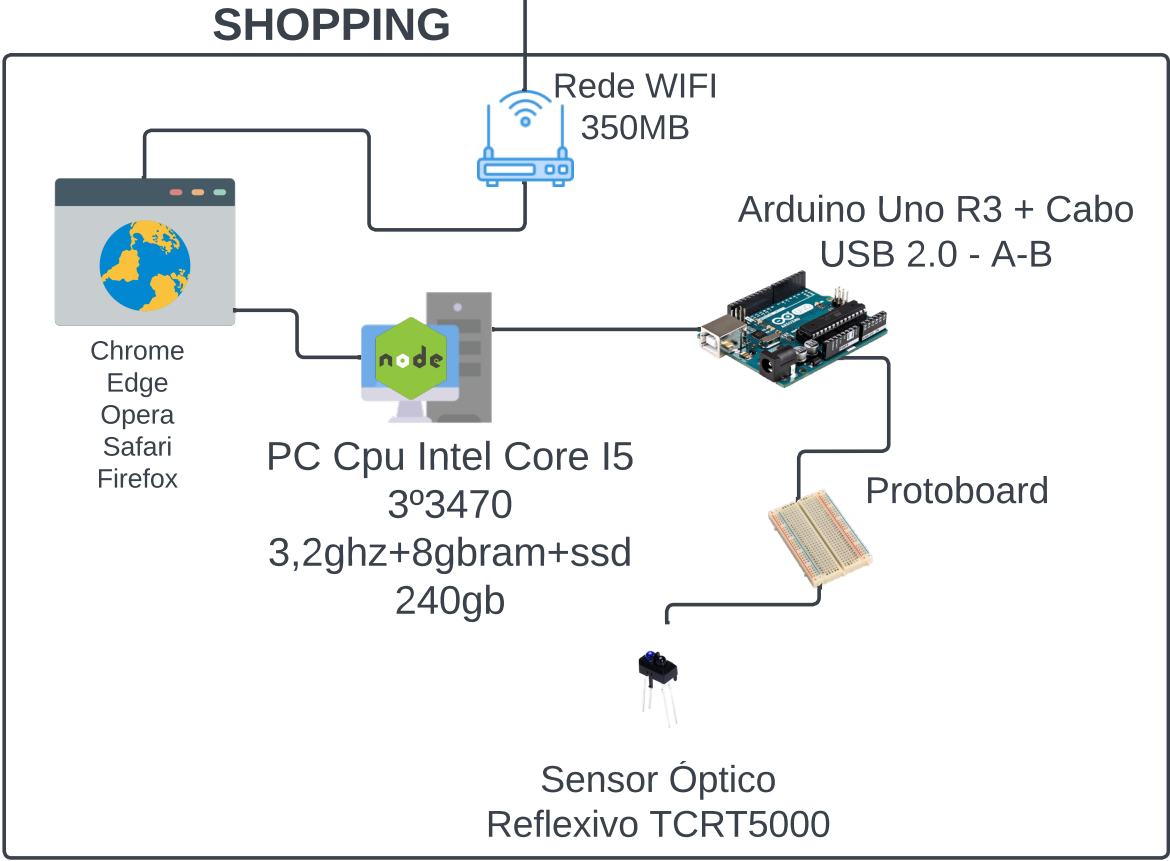 SHOPPING
Rede WIFI
350MB
Arduino Uno R3 + Cabo
USB 2.0 - A-B
node
Chrome
Edge
Opera
Safari
Firefox
PC Cpu Intel Core I5
3º3470
3,2ghz+8gbram+ssd
240gb
Protoboard
Sensor Óptico
Reflexivo TCRT5000